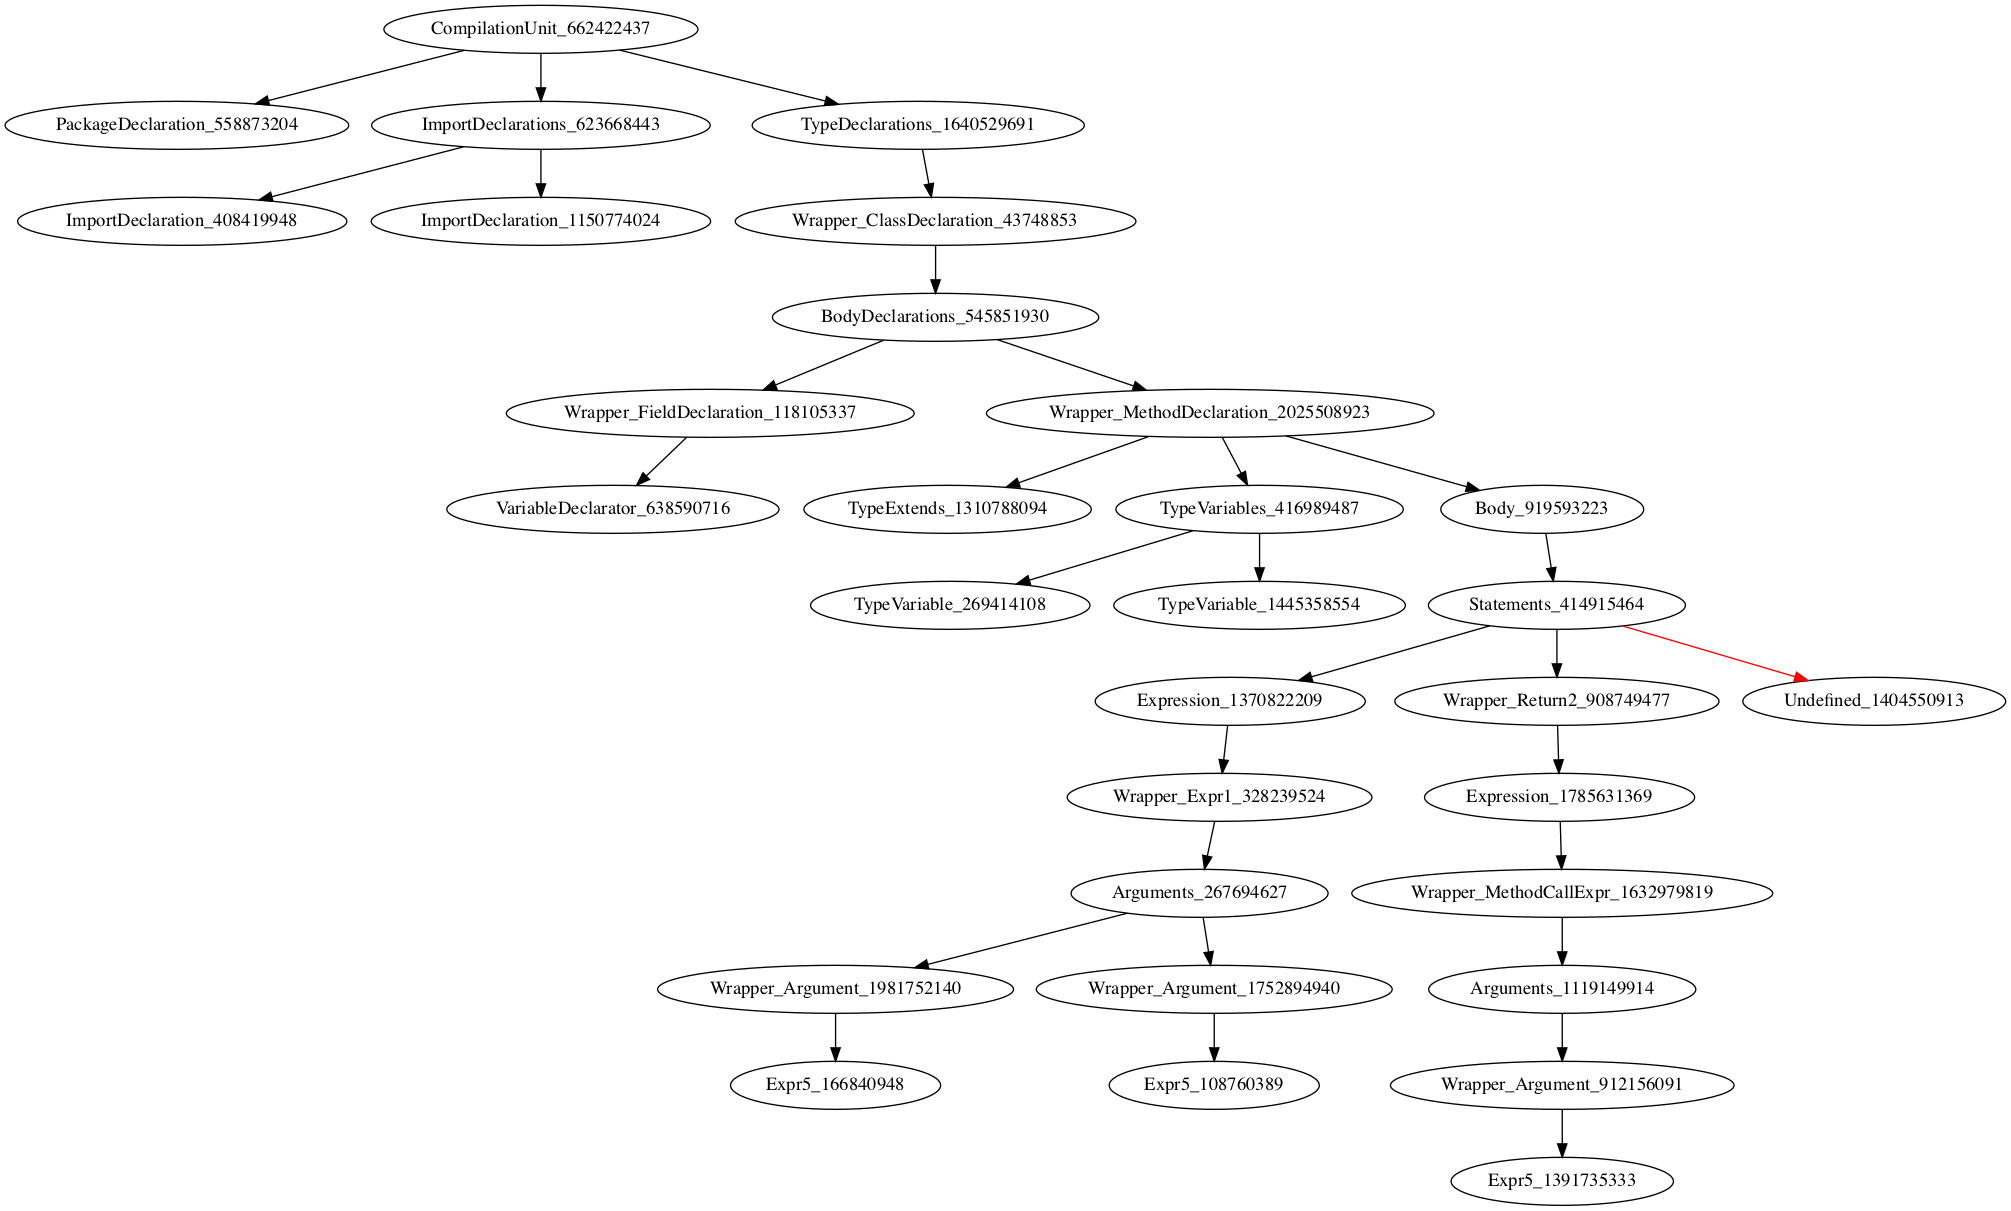 CompilationUnit_662422437
PackageDeclaration_558873204
ImportDeclarations_623668443
TypeDeclarations_1640529691
ImportDeclaration_408419948
ImportDeclaration_1150774024
Wrapper_ClassDeclaration_43748853
BodyDeclarations_545851930
Wrapper_FieldDeclaration_118105337
Wrapper_MethodDeclaration_2025508923
VariableDeclarator_638590716
TypeExtends_1310788094
TypeVariables_416989487
Body_919593223
TypeVariable_269414108
TypeVariable_1445358554
Statements_414915464
Expression_1370822209
Wrapper_Return2_908749477
Undefined_1404550913
Wrapper_Expr1_328239524
Expression_1785631369
Arguments_267694627
Wrapper_MethodCallExpr_1632979819
Wrapper_Argument_1981752140
Wrapper_Argument_1752894940
Arguments_1119149914
Expr5_166840948
Expr5_108760389
Wrapper_Argument_912156091
Expr5_1391735333